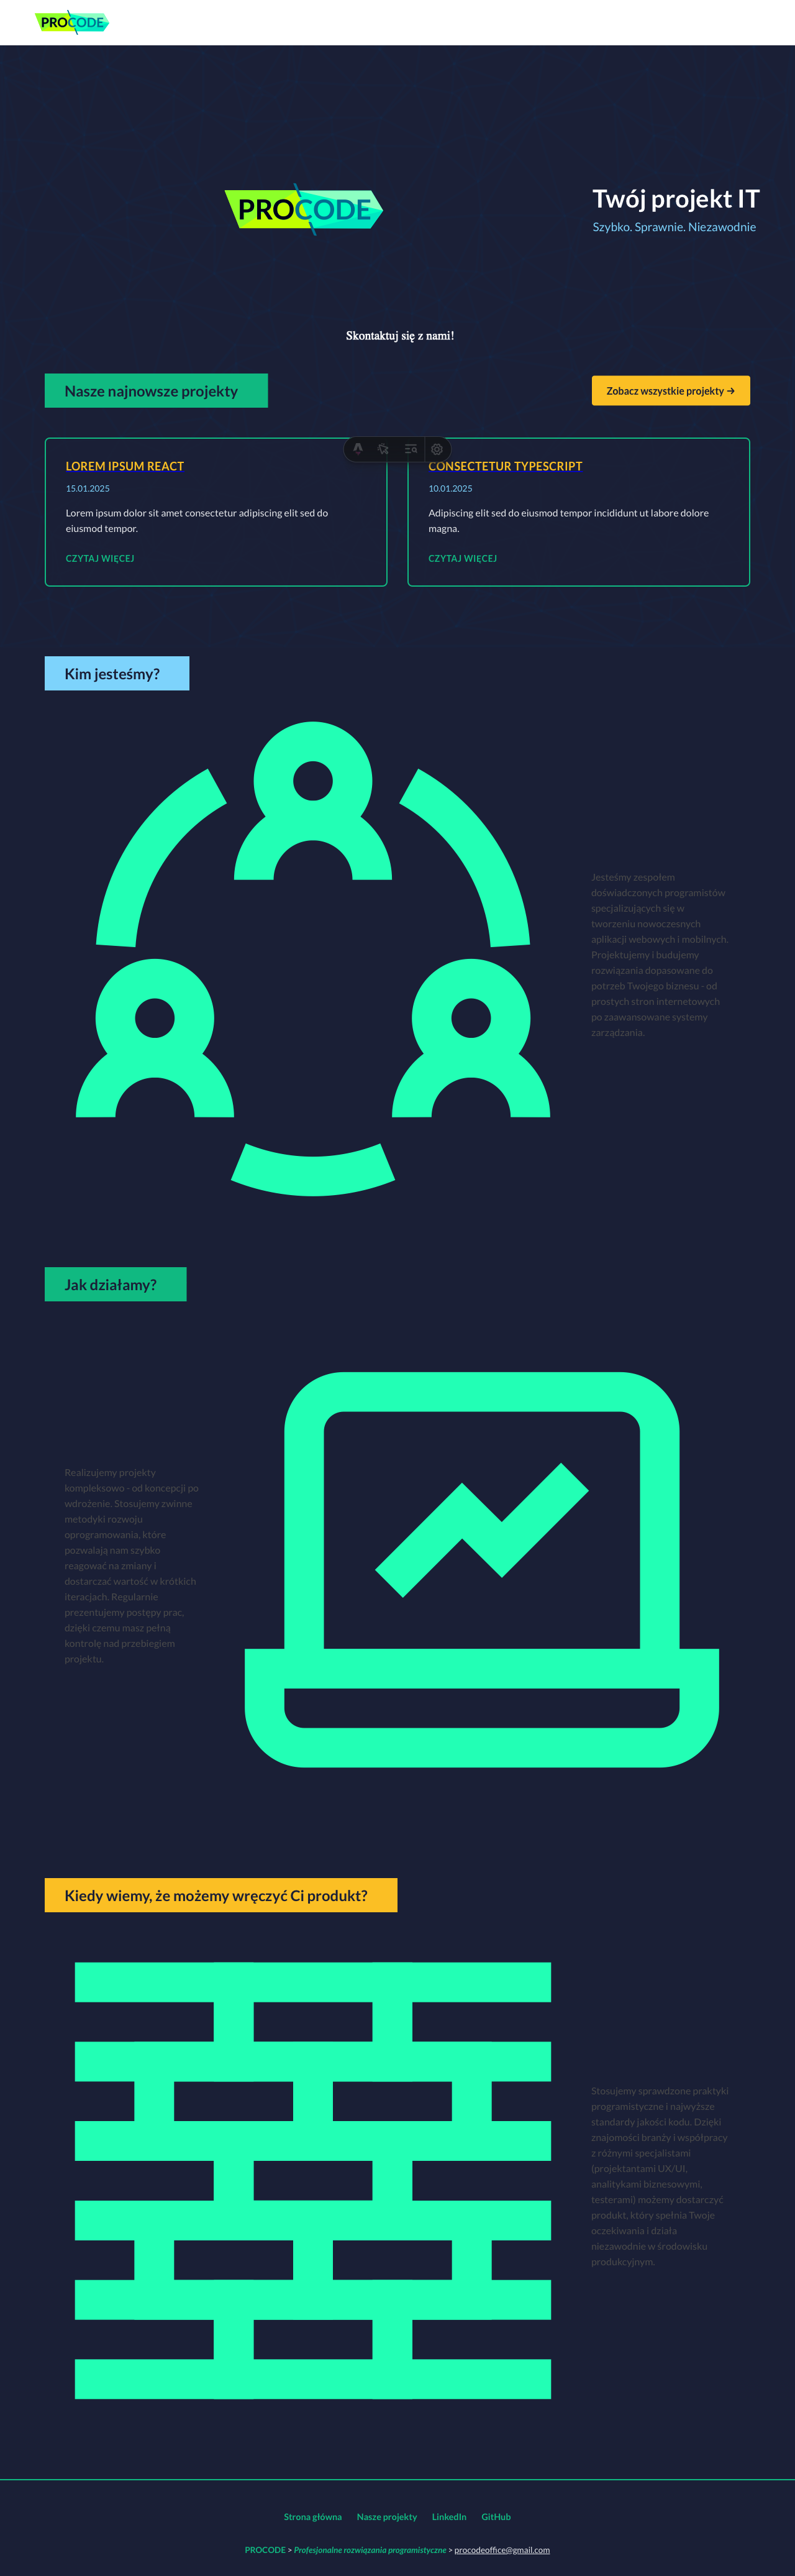 PROCODE
PROCODE
Twój projekt IT
Szybko. Sprawnie. Niezawodnie
Skontaktuj się z nami!
Nasze najnowsze projekty
Zobacz wszystkie projekty →
LOREM IPSUM REACT
15.01.2025
Lorem ipsum dolor sit amet consectetur adipiscing elit sed do
eiusmod tempor.
CZYTAJ WIĘCEJ
CONSECTETUR TYPESCRIPT
10.01.2025
Adipiscing elit sed do eiusmod tempor incididunt ut labore dolore
magna.
CZYTAJ WIĘCEJ
Kim jesteśmy?
Jesteśmy zespołem
doświadczonych programistów
specjalizujących się w
tworzeniu nowoczesnych
aplikacji webowych i mobilnych.
Projektujemy i budujemy
rozwiązania dopasowane do
potrzeb Twojego biznesu - od
prostych stron internetowych
po zaawansowane systemy
zarządzania.
Jak działamy?
Realizujemy projekty
kompleksowo - od koncepcji po
wdrożenie. Stosujemy zwinne
metodyki rozwoju
oprogramowania, które
pozwalają nam szybko
reagować na zmiany i
dostarczać wartość w krótkich
iteracjach. Regularnie
prezentujemy postępy prac,
dzięki czemu masz pełną
kontrolę nad przebiegiem
projektu.
Kiedy wiemy, że możemy wręczyć Ci produkt?
Stosujemy sprawdzone praktyki
programistyczne i najwyższe
standardy jakości kodu. Dzięki
znajomości branży i współpracy
z różnymi specjalistami
(projektantami UX/UI,
analitykami biznesowymi,
testerami) możemy dostarczyć
produkt, który spełnia Twoje
oczekiwania i działa
niezawodnie w środowisku
produkcyjnym.
Strona główna Nasze projekty LinkedIn GitHub
PROCODE > Profesjonalne rozwiązania programistyczne > procodeoffice@gmail.com